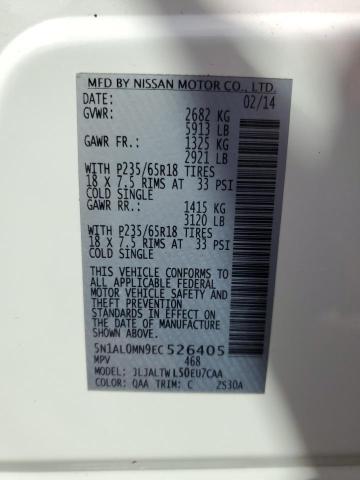 MFD BY NISSAN MOTOR CO., LTD.
DATE: 02/14
GVWR: 2682 KG
5913 LB
GAWR FR.: 1325 KG
2921 LB
WITH P235/65R18 TIRES
18 X 7.5 RIMS AT 33 PSI
COLD SINGLE
GAWR RR.: 1415 KG
3120 LB
WITH P235/65R18 TIRES
18 X 7.5 RIMS AT 33 PSI
COLD SINGLE
THIS VEHICLE CONFORMS TO
ALL APPLICABLE FEDERAL
MOTOR VEHICLE SAFETY
AND THEFT PREVENTION
STANDARDS IN EFFECT ON
THE DATE OF MANUFACTURE
SHOWN ABOVE.
5N1AL0MN9EC526405
MPV 468
MODEL: JLJALTWL50EU7CAA
COLOR: QAA TRIM: C ZS30A